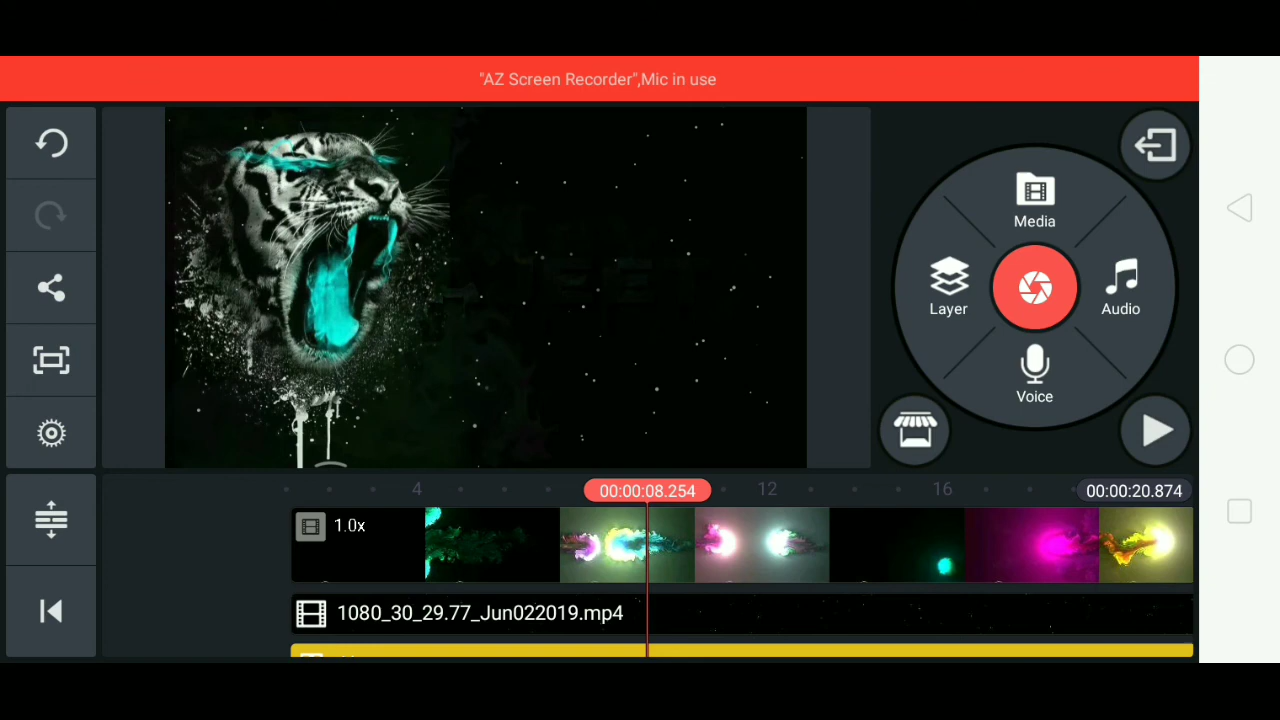 "AZ Screen Recorder",Mic in use
Media
Layer
Audio
Voice
4
00:00:08.254
12
16
00:00:20.874
1.0x
1080_30_29.77_Jun022019.mp4